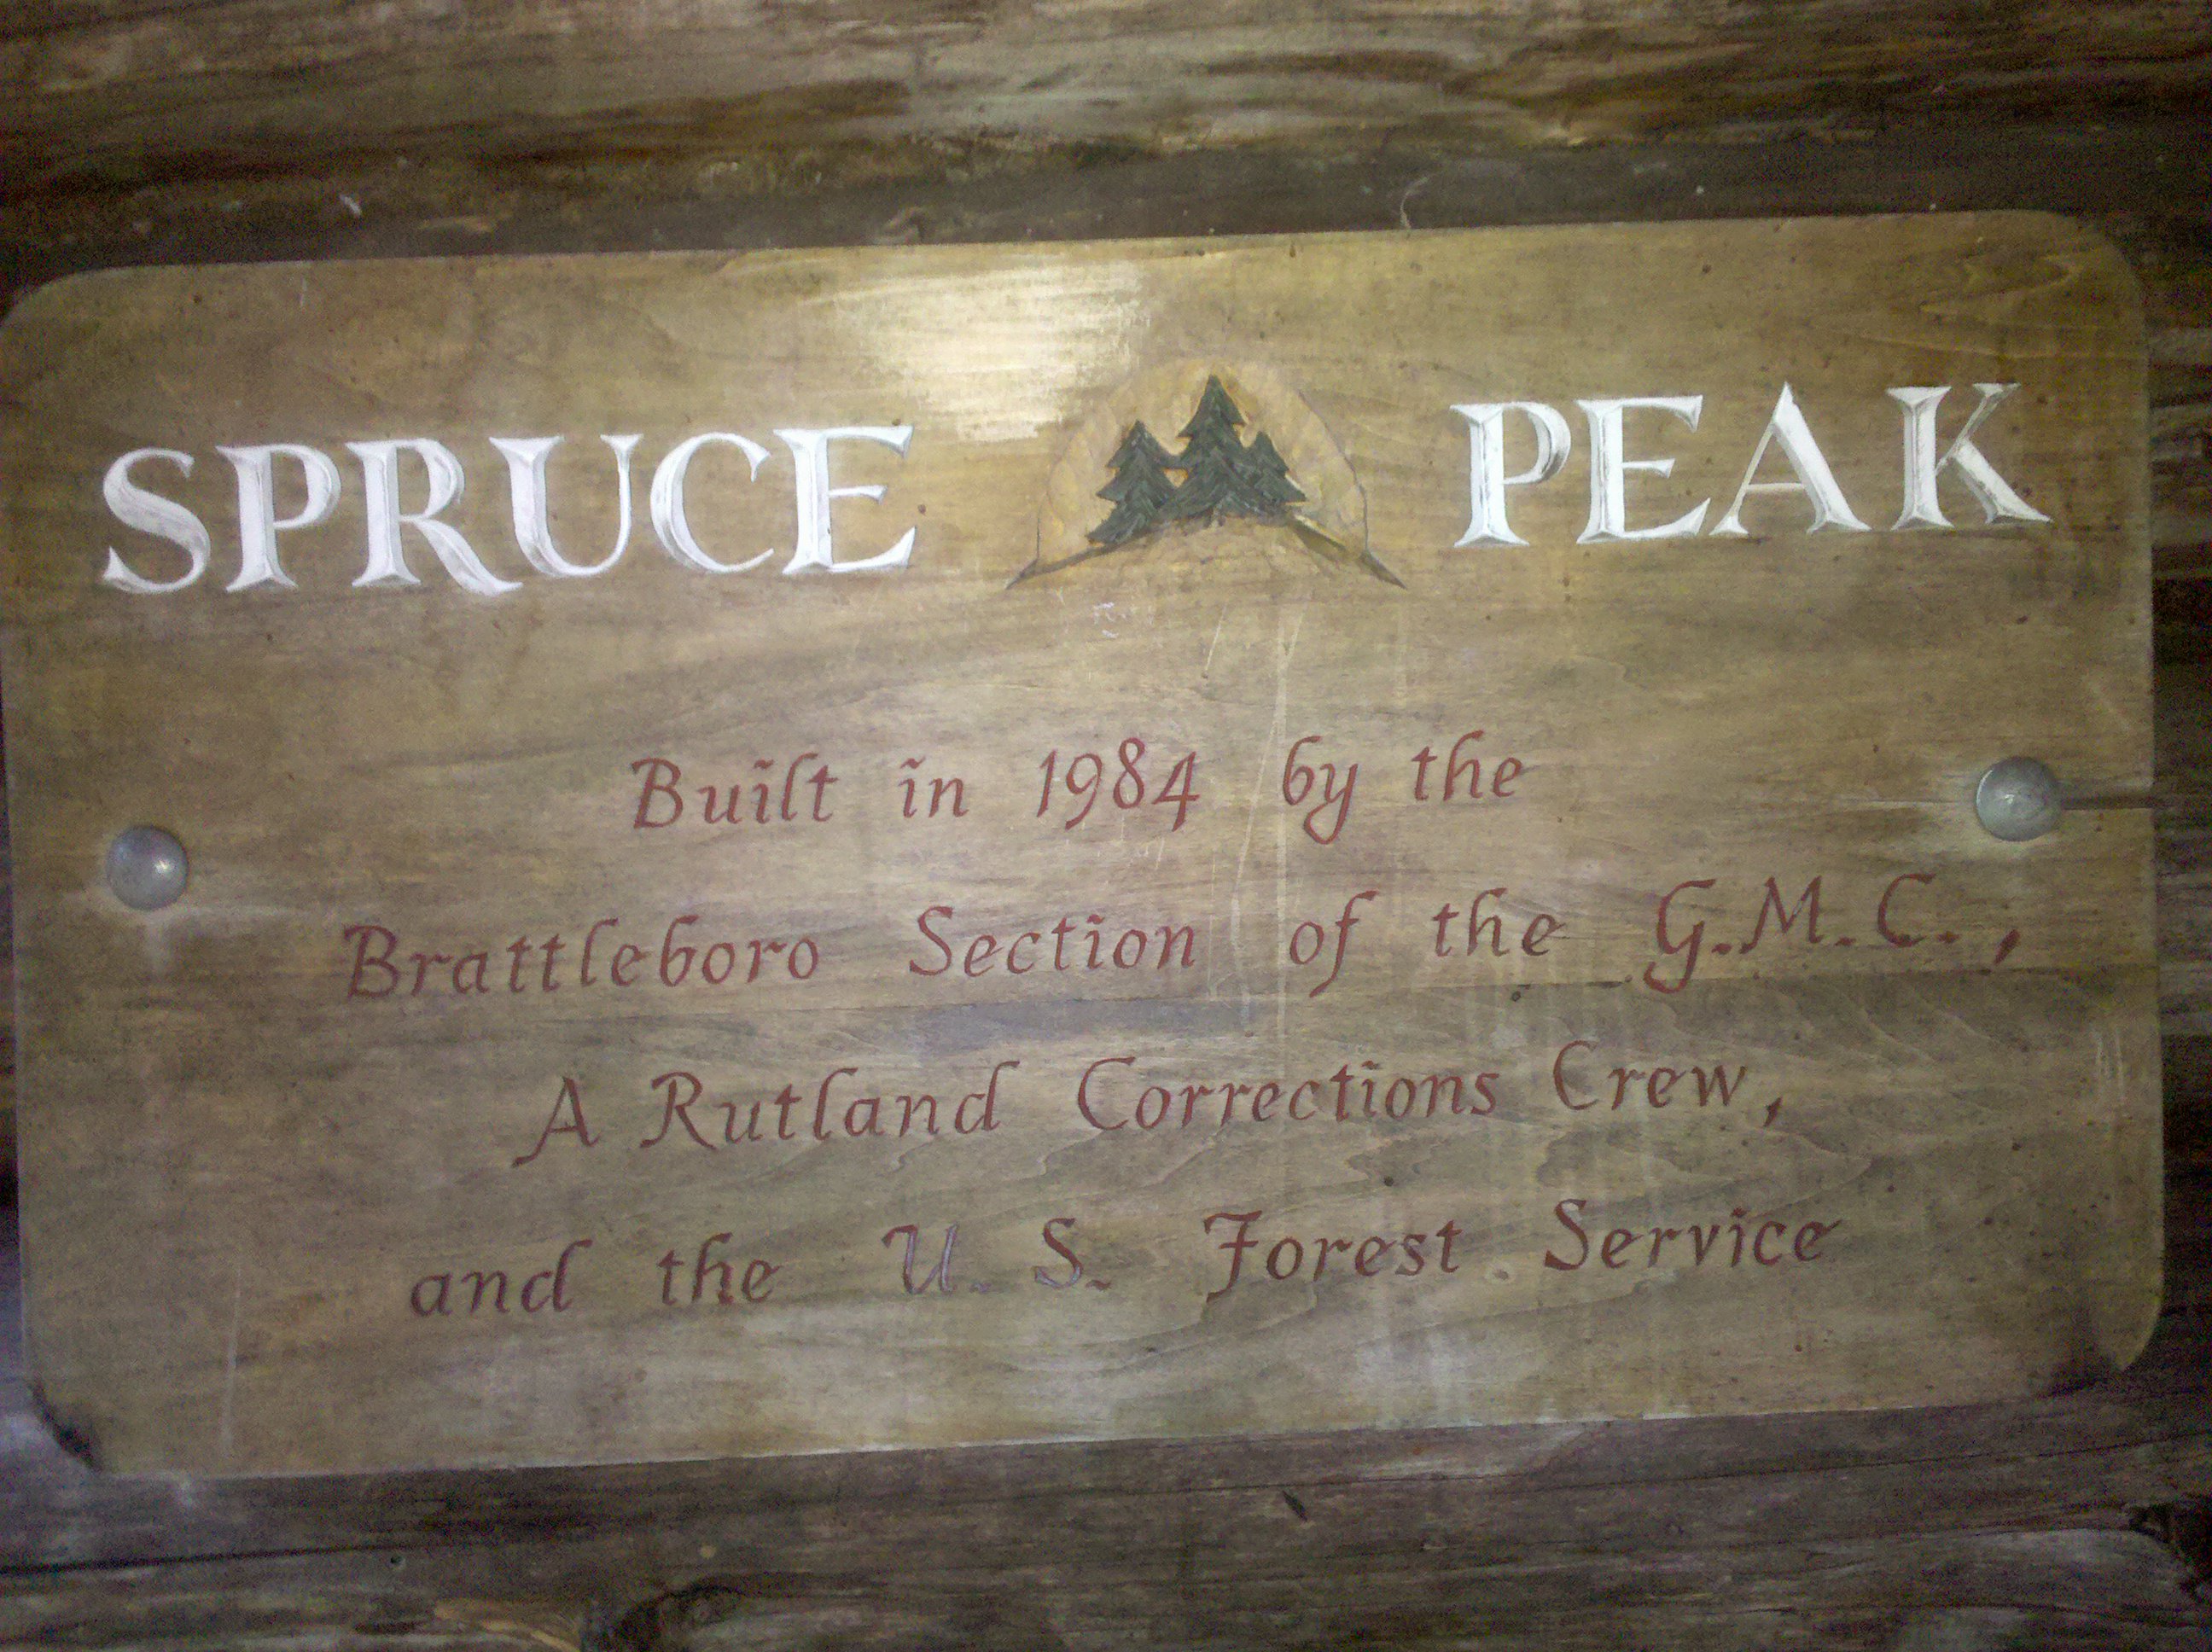 SPRUCE PEAK
Built in 1984 by the
Brattleboro Section of the G.M.C.,
A Rutland Corrections Crew,
and the U. S. Forest Service